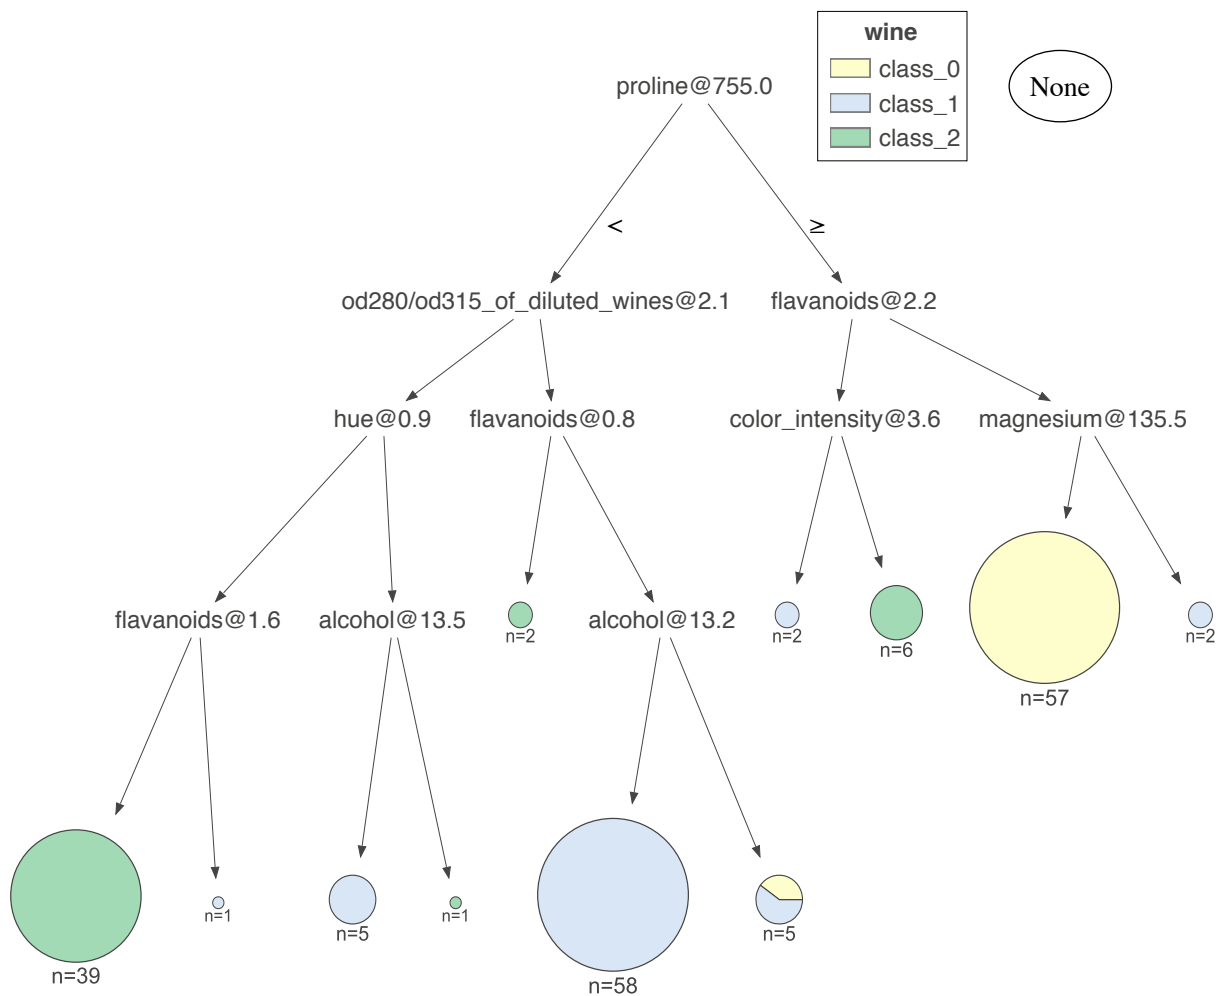 wine
class_0
class_1
class_2
None
proline@755.0
<
≥
od280/od315_of_diluted_wines@2.1
flavanoids@2.2
hue@0.9
flavanoids@0.8
color_intensity@3.6
magnesium@135.5
flavanoids@1.6
alcohol@13.5
n=2
alcohol@13.2
n=2
n=6
n=57
n=2
n=39
n=1
n=5
n=1
n=58
n=5